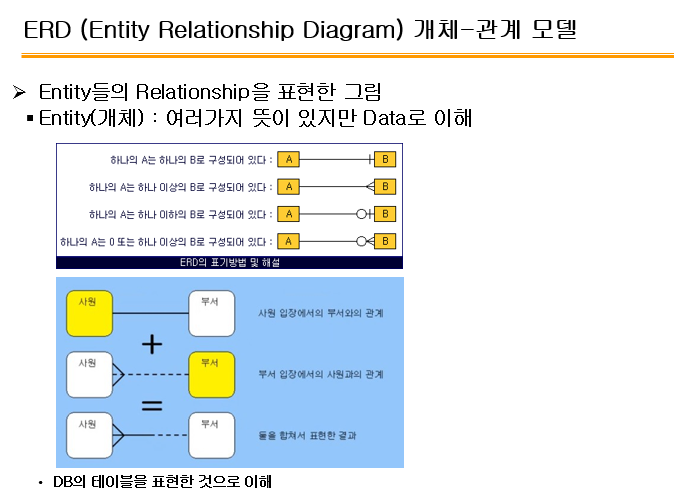 ERD (Entity Relationship Diagram) 개체-관계 모델
➢ Entity들의 Relationship을 표현한 그림
▪ Entity(개체) : 여러가지 뜻이 있지만 Data로 이해
하나의 A는 하나의 B로 구성되어 있다 : A B
하나의 A는 하나 이상의 B로 구성되어 있다 : A B
하나의 A는 하나 이하의 B로 구성되어 있다 : A B
하나의 A는 0 또는 하나 이상의 B로 구성되어 있다 : A B
ERD의 표기방법 및 해설
사원 부서 사원 입장에서의 부서와의 관계
+
사원 부서 부서 입장에서의 사원과의 관계
=
사원 부서 둘을 합쳐서 표현한 결과
• DB의 테이블을 표현한 것으로 이해